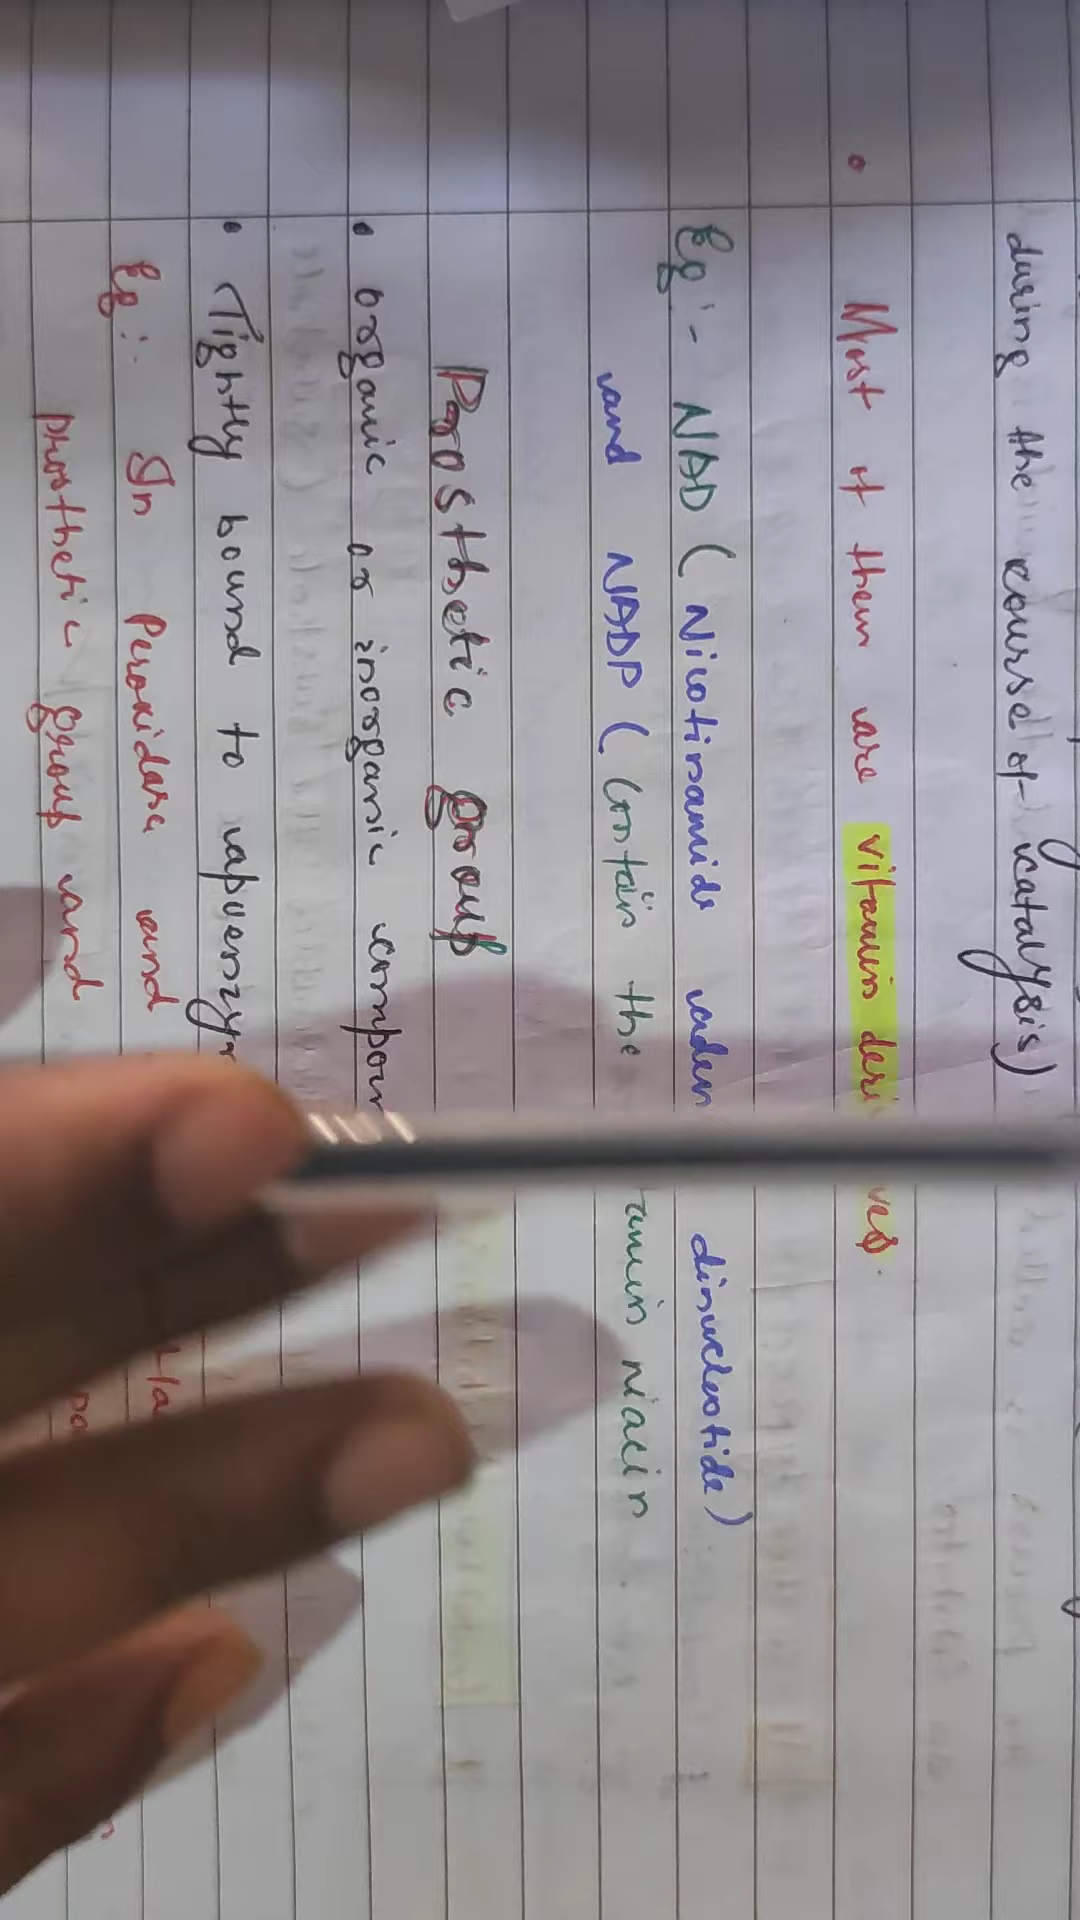 during the course of catalysis)
• Most of them are vitamin deri ves.
Eg:- NAD ( Nicotinamide aden dinucleotide)
and NADP ( Contain the amin niacin
Prosthetic group
• organic or inorganic compoun
• Tightly bound to apoenzy
Eg:- In Peroxidase and
prosthetic group and